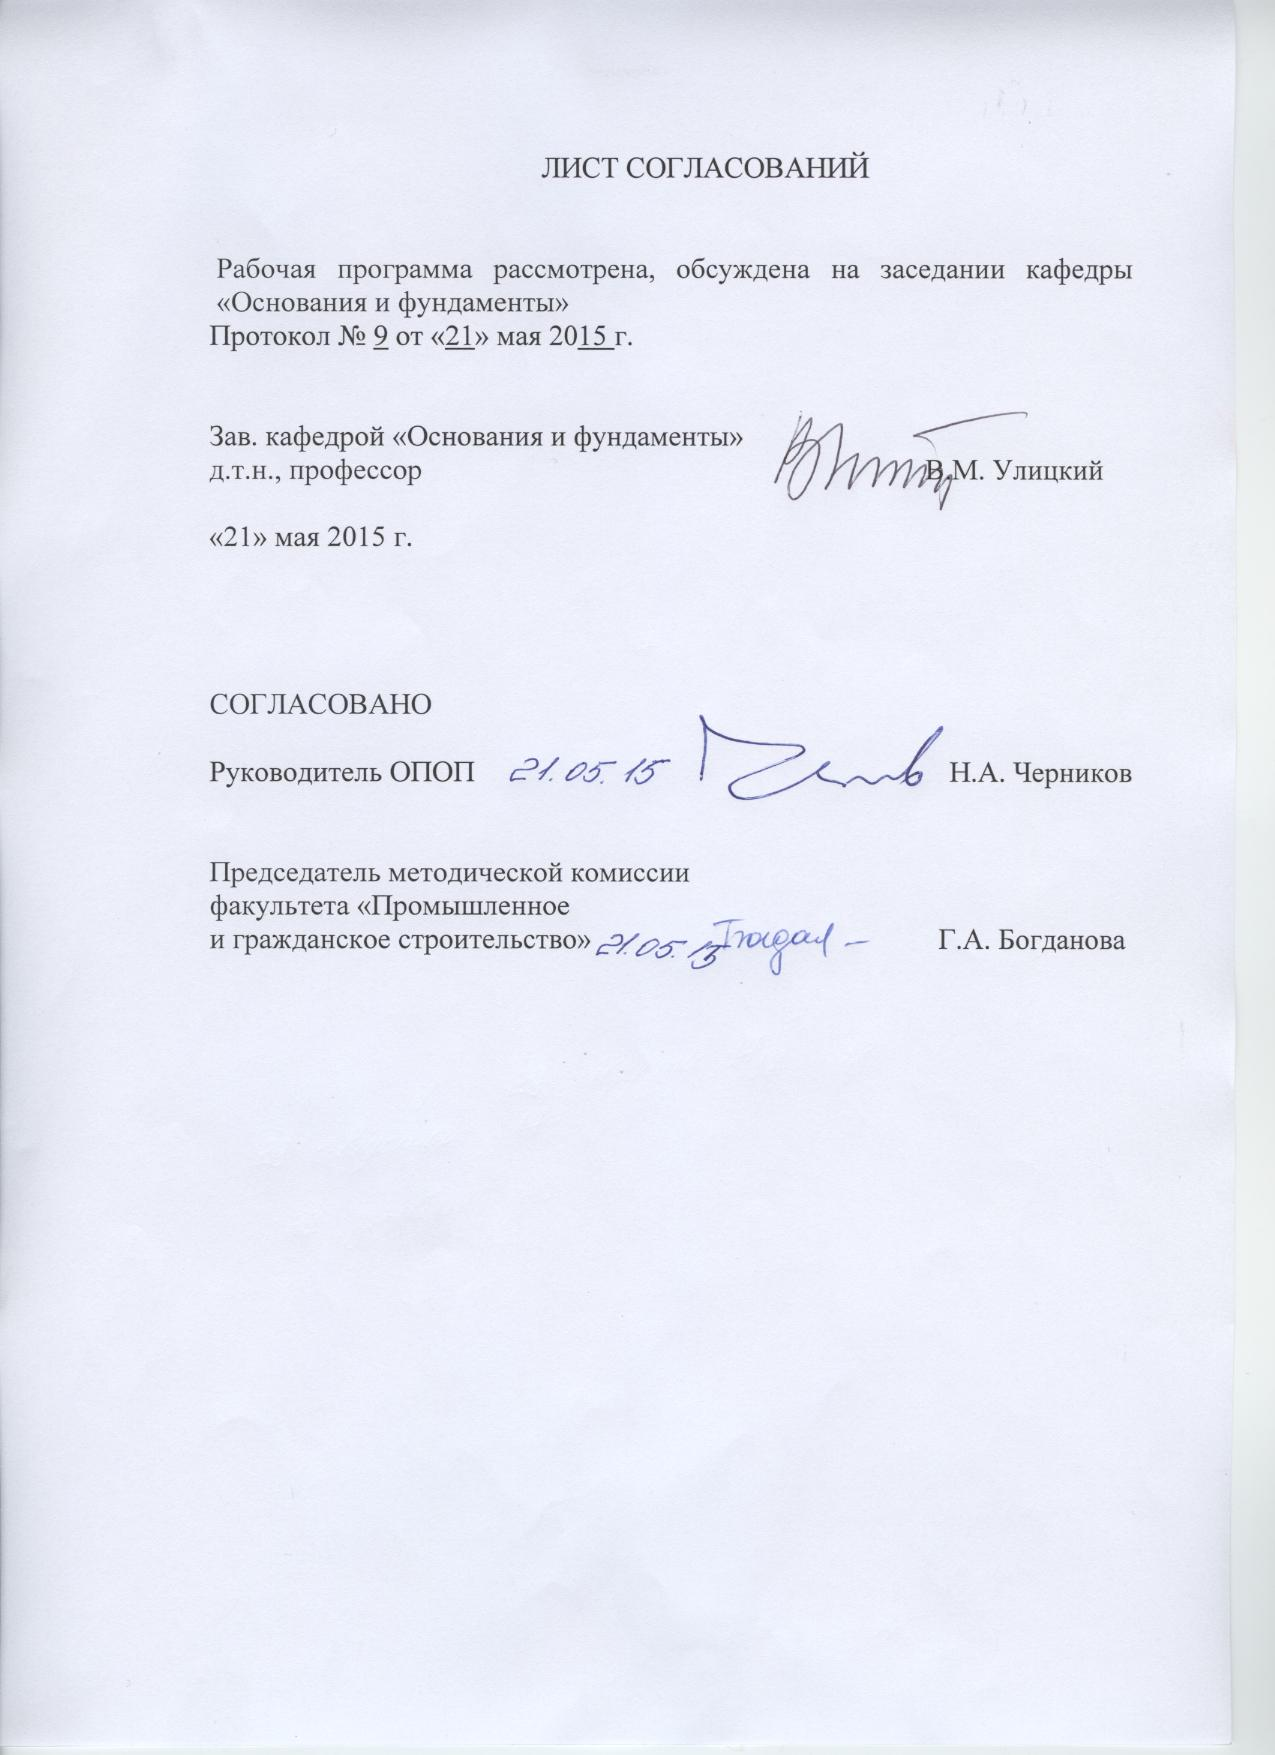 ЛИСТ СОГЛАСОВАНИЙ
Рабочая программа рассмотрена, обсуждена на заседании кафедры
«Основания и фундаменты»
Протокол № 9 от «21» мая 2015 г.
Зав. кафедрой «Основания и фундаменты»
д.т.н., профессор В.М. Улицкий
«21» мая 2015 г.
СОГЛАСОВАНО
Руководитель ОПОП 21.05.15 Н.А. Черников
Председатель методической комиссии
факультета «Промышленное
и гражданское строительство» 21.05.15 Г.А. Богданова